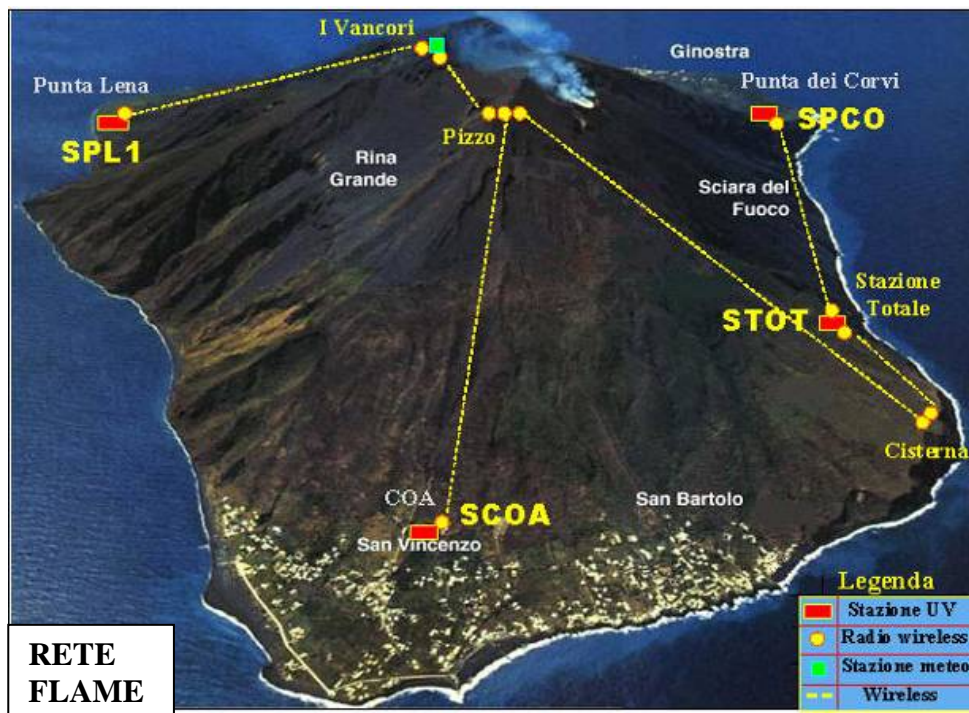 I Vancori
Ginostra
Punta Lena
Punta dei Corvi
SPL1
SPCO
Pizzo
Rina
Grande
Sciara del
Fuoco
Stazione
Totale
STOT
Cisterna
COA
SCOA
San Bartolo
San Vincenzo
Legenda
Stazione UV
Radio wireless
Stazione meteo
Wireless
RETE
FLAME